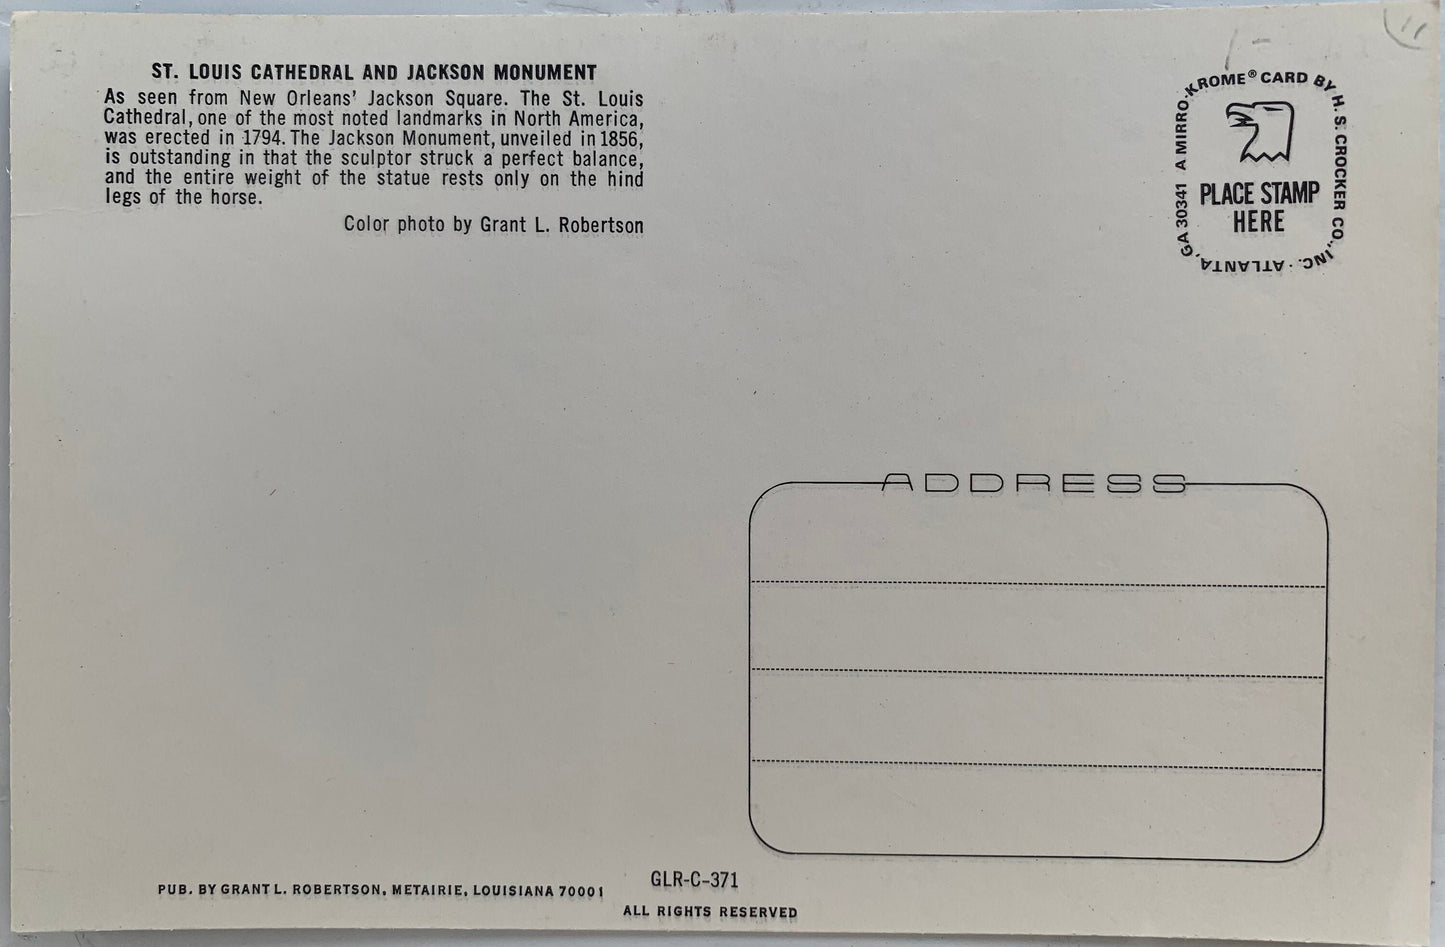 ST. LOUIS CATHEDRAL AND JACKSON MONUMENT
As seen from New Orleans' Jackson Square. The St. Louis
Cathedral, one of the most noted landmarks in North America,
was erected in 1794. The Jackson Monument, unveiled in 1856,
is outstanding in that the sculptor struck a perfect balance,
and the entire weight of the statue rests only on the hind
legs of the horse.
Color photo by Grant L. Robertson
A MIRRO-KROME® CARD BY H. S. CROCKER CO., INC. · ATLANTA, GA 30341
PLACE STAMP
HERE
ADDRESS
PUB. BY GRANT L. ROBERTSON, METAIRIE, LOUISIANA 70001
GLR-C-371
ALL RIGHTS RESERVED